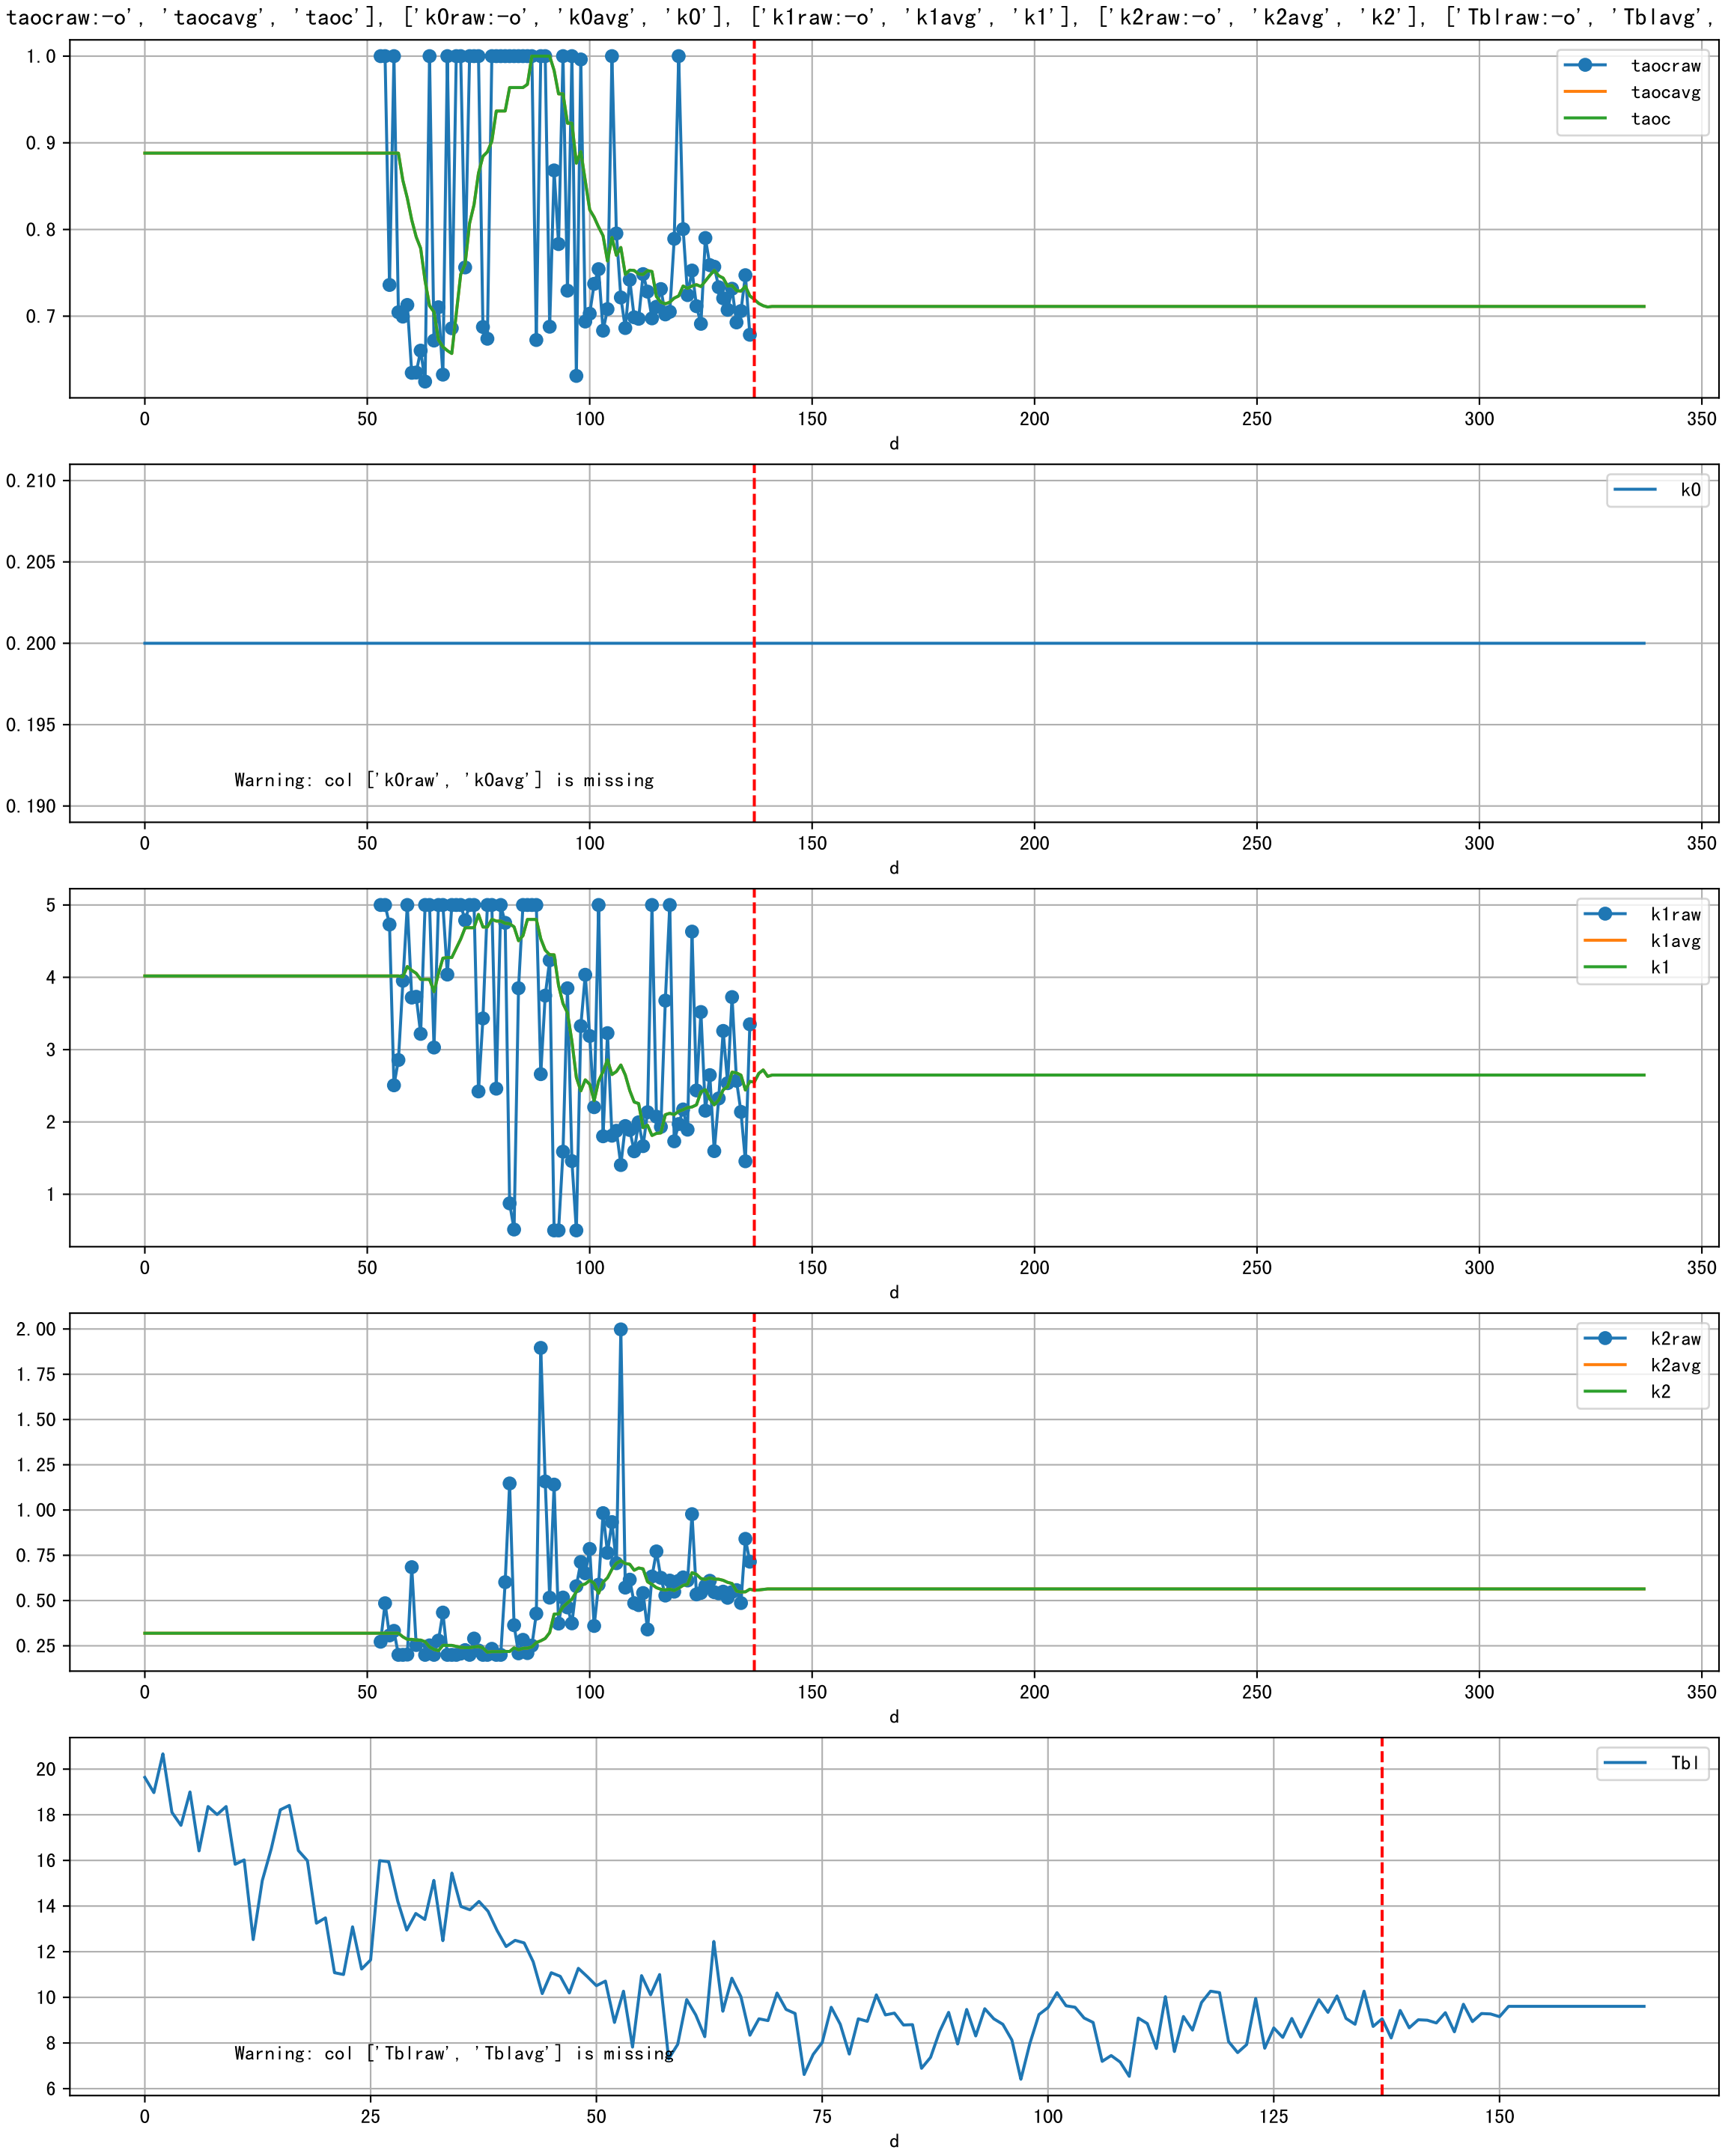 taocraw:-o', 'taocavg', 'taoc'], ['k0raw:-o', 'k0avg', 'k0'], ['k1raw:-o', 'k1avg', 'k1'], ['k2raw:-o', 'k2avg', 'k2'], ['Tblraw:-o', 'Tblavg',
1.0
0.9
0.8
0.7
taocraw
taocavg
taoc
0 50 100 150 200 250 300 350
d
0.210
0.205
0.200
0.195
0.190
k0
Warning: col ['k0raw', 'k0avg'] is missing
0 50 100 150 200 250 300 350
d
5
4
3
2
1
k1raw
k1avg
k1
0 50 100 150 200 250 300 350
d
2.00
1.75
1.50
1.25
1.00
0.75
0.50
0.25
k2raw
k2avg
k2
0 50 100 150 200 250 300 350
d
20
18
16
14
12
10
8
6
Tbl
Warning: col ['Tblraw', 'Tblavg'] is missing
0 25 50 75 100 125 150
d